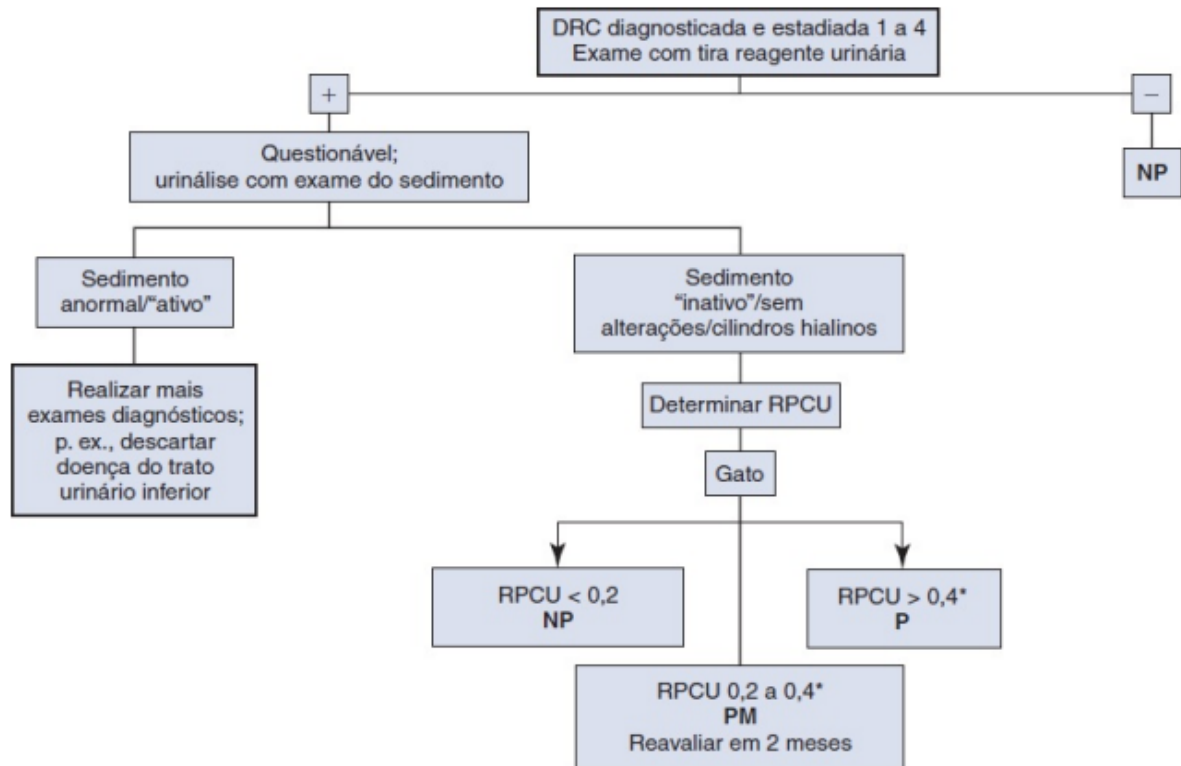 DRC diagnosticada e estadiada 1 a 4
Exame com tira reagente urinária
+
−
Questionável;
urinálise com exame do sedimento
NP
Sedimento
anormal/“ativo”
Sedimento
“inativo”/sem
alterações/cilindros hialinos
Realizar mais
exames diagnósticos;
p. ex., descartar
doença do trato
urinário inferior
Determinar RPCU
Gato
RPCU < 0,2
NP
RPCU > 0,4*
P
RPCU 0,2 a 0,4*
PM
Reavaliar em 2 meses